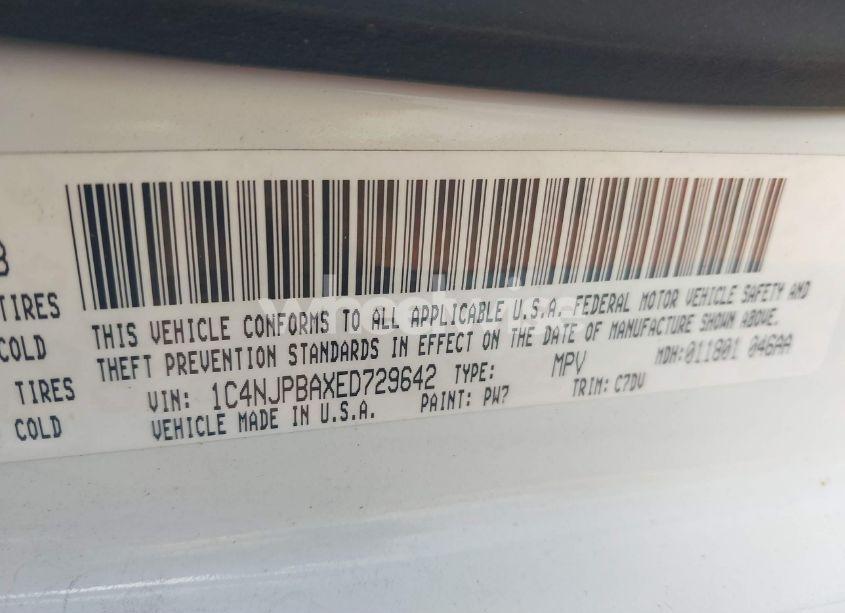 TIRES
COLD
TIRES
COLD
THIS VEHICLE CONFORMS TO ALL APPLICABLE U.S.A. FEDERAL MOTOR VEHICLE SAFETY AND
THEFT PREVENTION STANDARDS IN EFFECT ON THE DATE OF MANUFACTURE SHOWN ABOVE.
VIN: 1C4NJPBAXED729642 TYPE: MPV MDH:011801 046AA
VEHICLE MADE IN U.S.A. PAINT: PW7 TRIM: C7DV